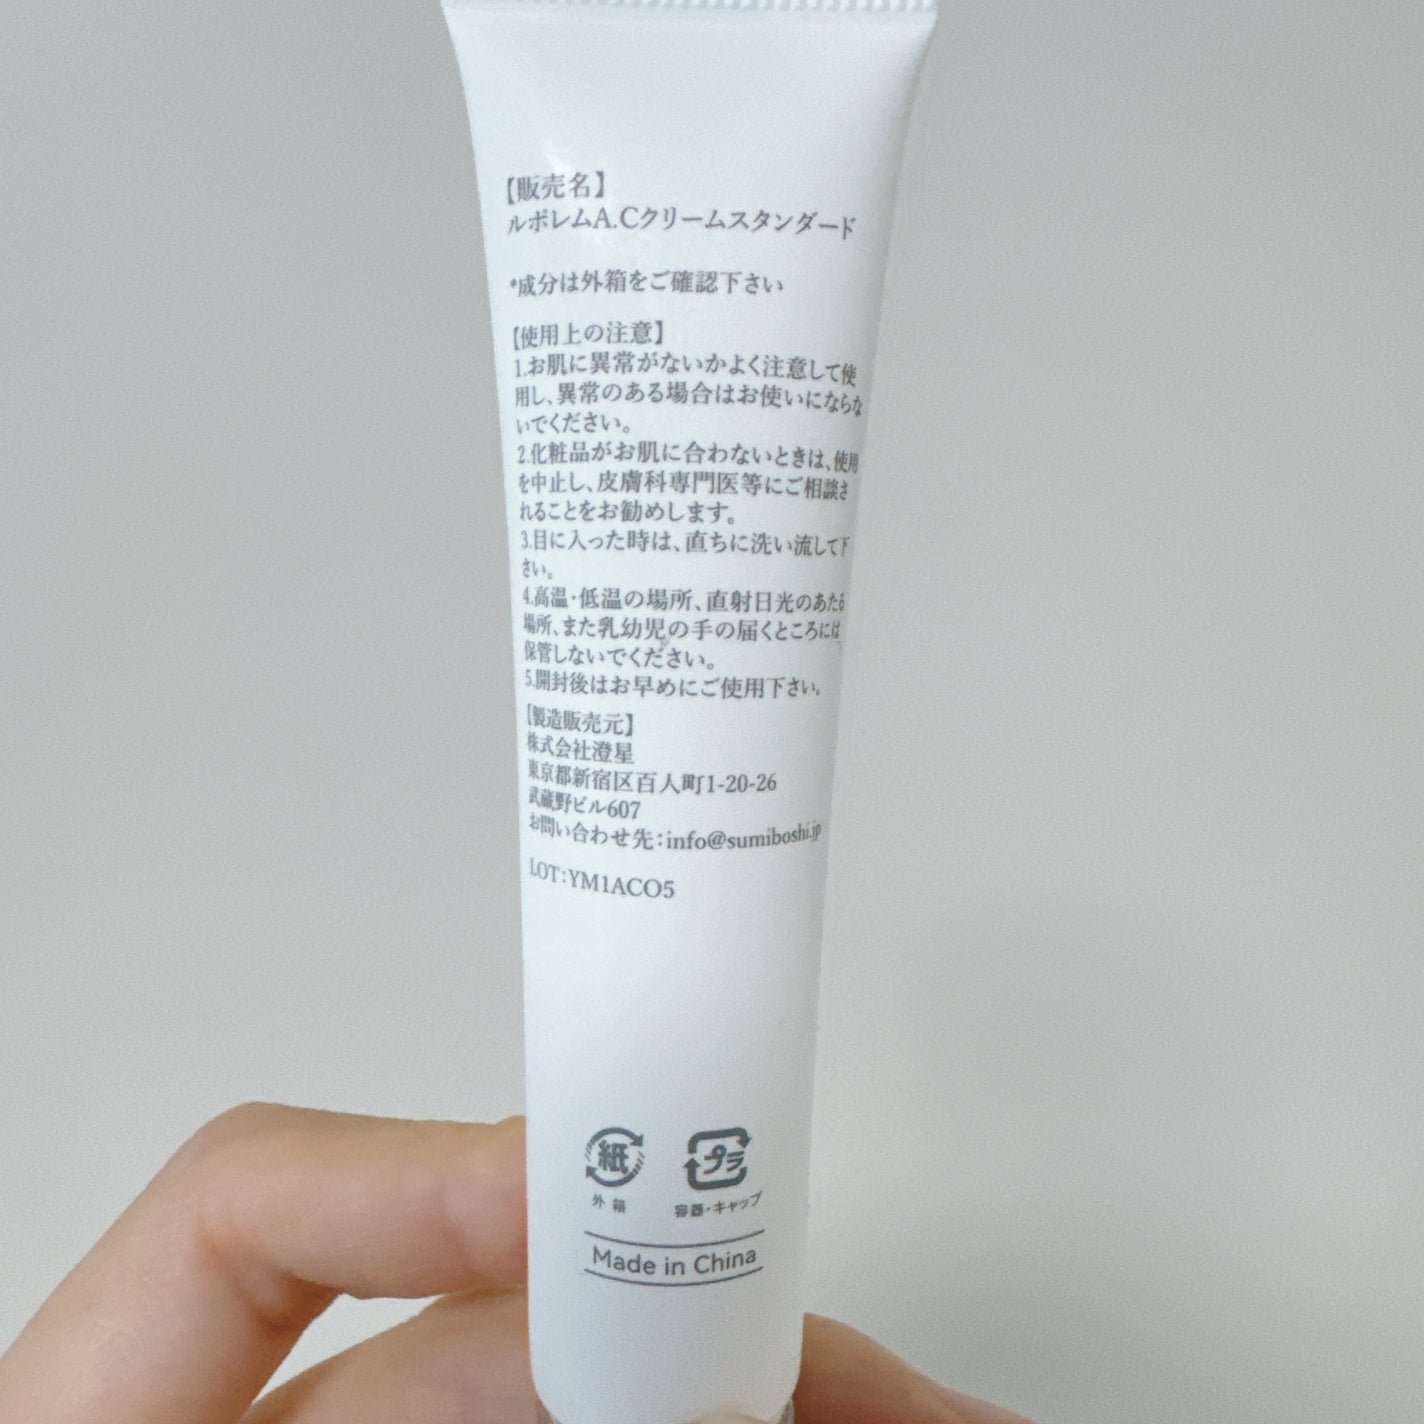 【販売名】
ルポレムA.Cクリームスタンダード
*成分は外箱をご確認下さい
【使用上の注意】
1.お肌に異常がないかよく注意して使
用し、異常のある場合はお使いにならな
いでください。
2.化粧品がお肌に合わないときは、使用
を中止し、皮膚科専門医等にご相談さ
れることをお勧めします。
3.目に入った時は、直ちに洗い流して下
さい。
4.高温·低温の場所、直射日光のあたる
場所、また乳幼児の手の届くところには
保管しないでください。
5.開封後はお早めにご使用下さい。
【製造販売元】
株式会社澄星
東京都新宿区百人町1-20-26
武蔵野ビル607
お問い合わせ先：info@sumiboshi.jp
LOT:YM1ACO5
紙 プラ
外箱 容器・キャップ
Made in China